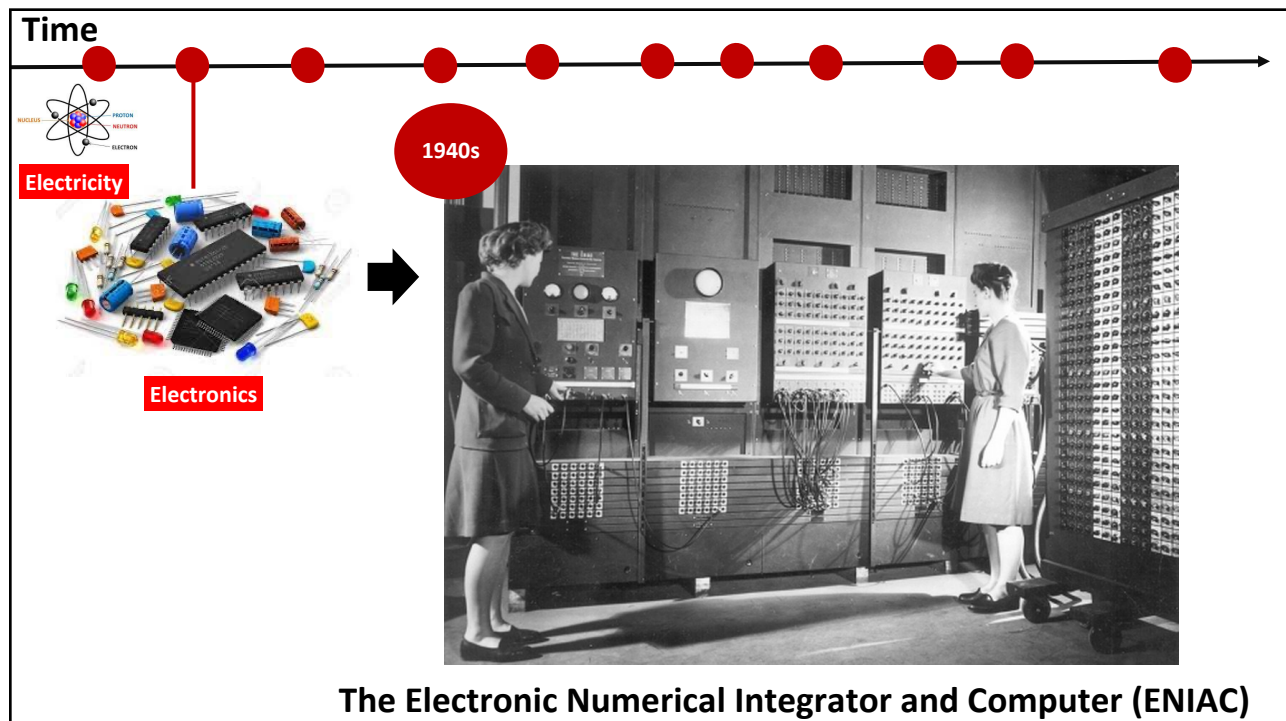 Time
NUCLEUS
PROTON
NEUTRON
ELECTRON
Electricity
1940s
Electronics
The Electronic Numerical Integrator and Computer (ENIAC)